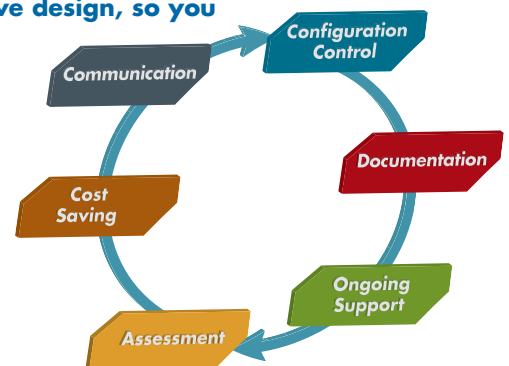 ve design, so you
Configuration
Control
Communication
Documentation
Cost
Saving
Ongoing
Support
Assessment